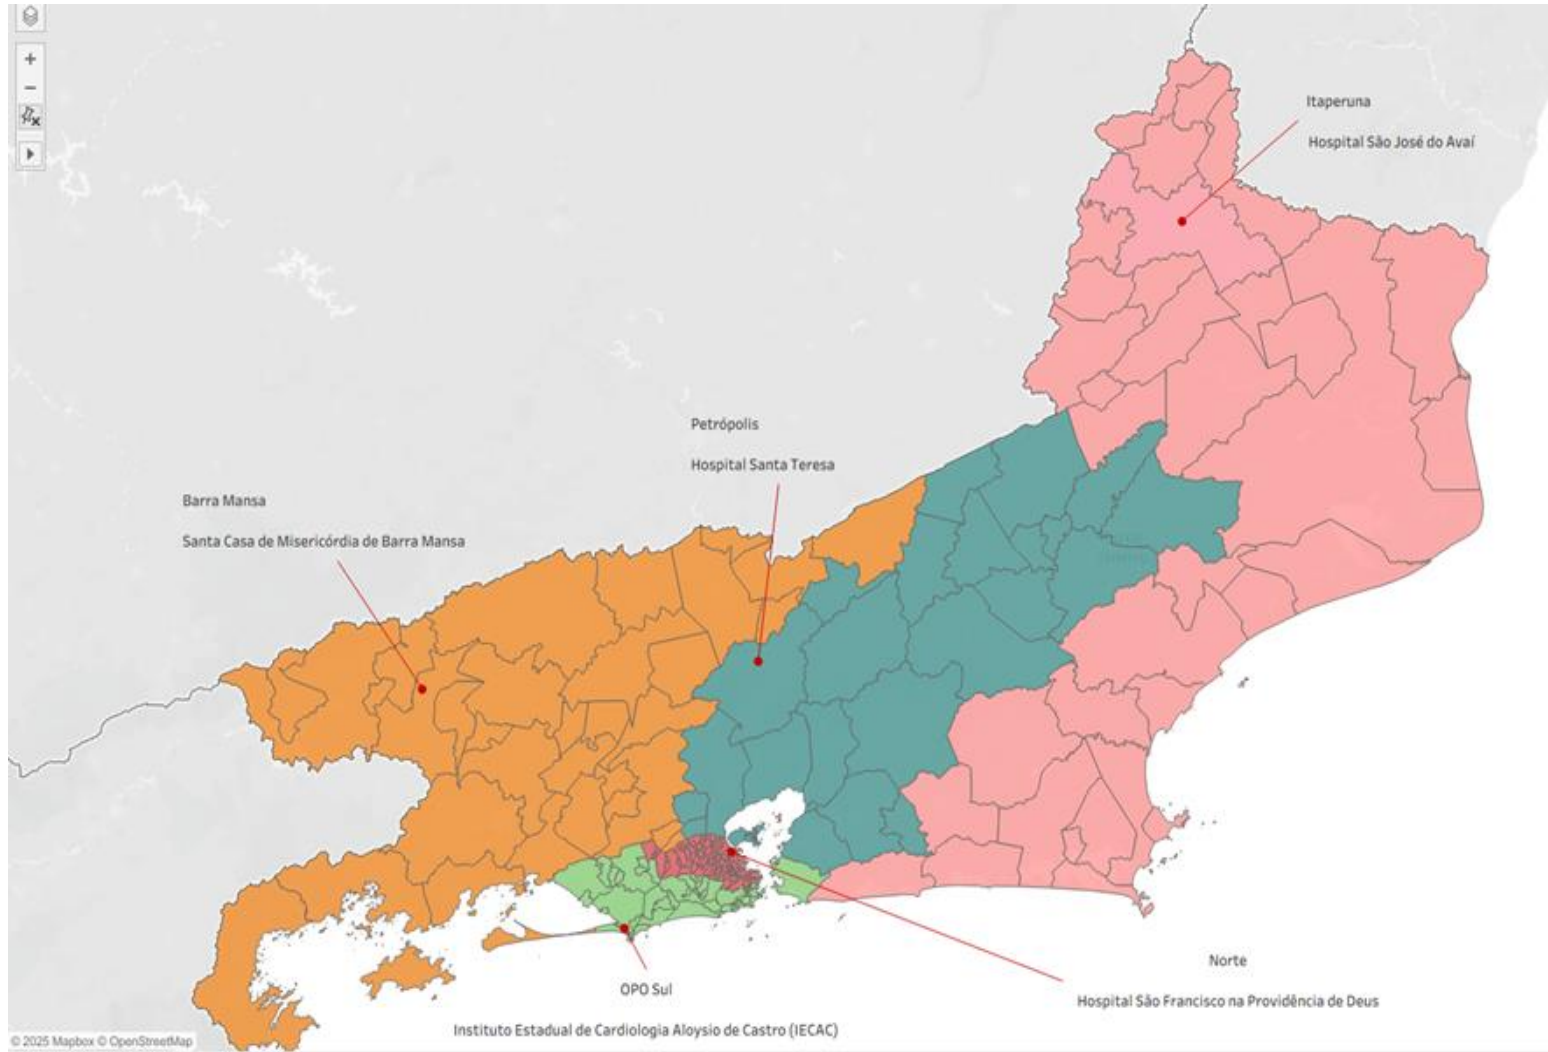 Itaperuna
Hospital São José do Avaí
Petrópolis
Hospital Santa Teresa
Barra Mansa
Santa Casa de Misericórdia de Barra Mansa
Norte
Hospital São Francisco na Providência de Deus
OPO Sul
Instituto Estadual de Cardiologia Aloysio de Castro (IECAC)
© 2025 Mapbox © OpenStreetMap